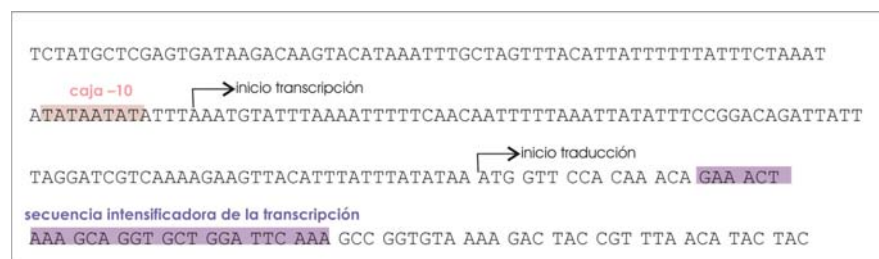 TCTATGCTCGAGTGATAAGACAAGTACATAAATTTGCTAGTTTACATTATTTTTTATTTCTAAAT
caja –10
inicio transcripción
ATATAATATATTTAAATGTATTTAAAATTTTTCAACAATTTTTAAATTATATTTCCGGACAGATTATT
inicio traducción
TAGGATCGTCAAAAGAAGTTACATTTATTTATATAA ATG GTT CCA CAA ACA GAA ACT
secuencia intensificadora de la transcripción
AAA GCA GGT GCT GGA TTC AAA GCC GGTGTA AAA GAC TAC CGT TTA ACA TAC TAC